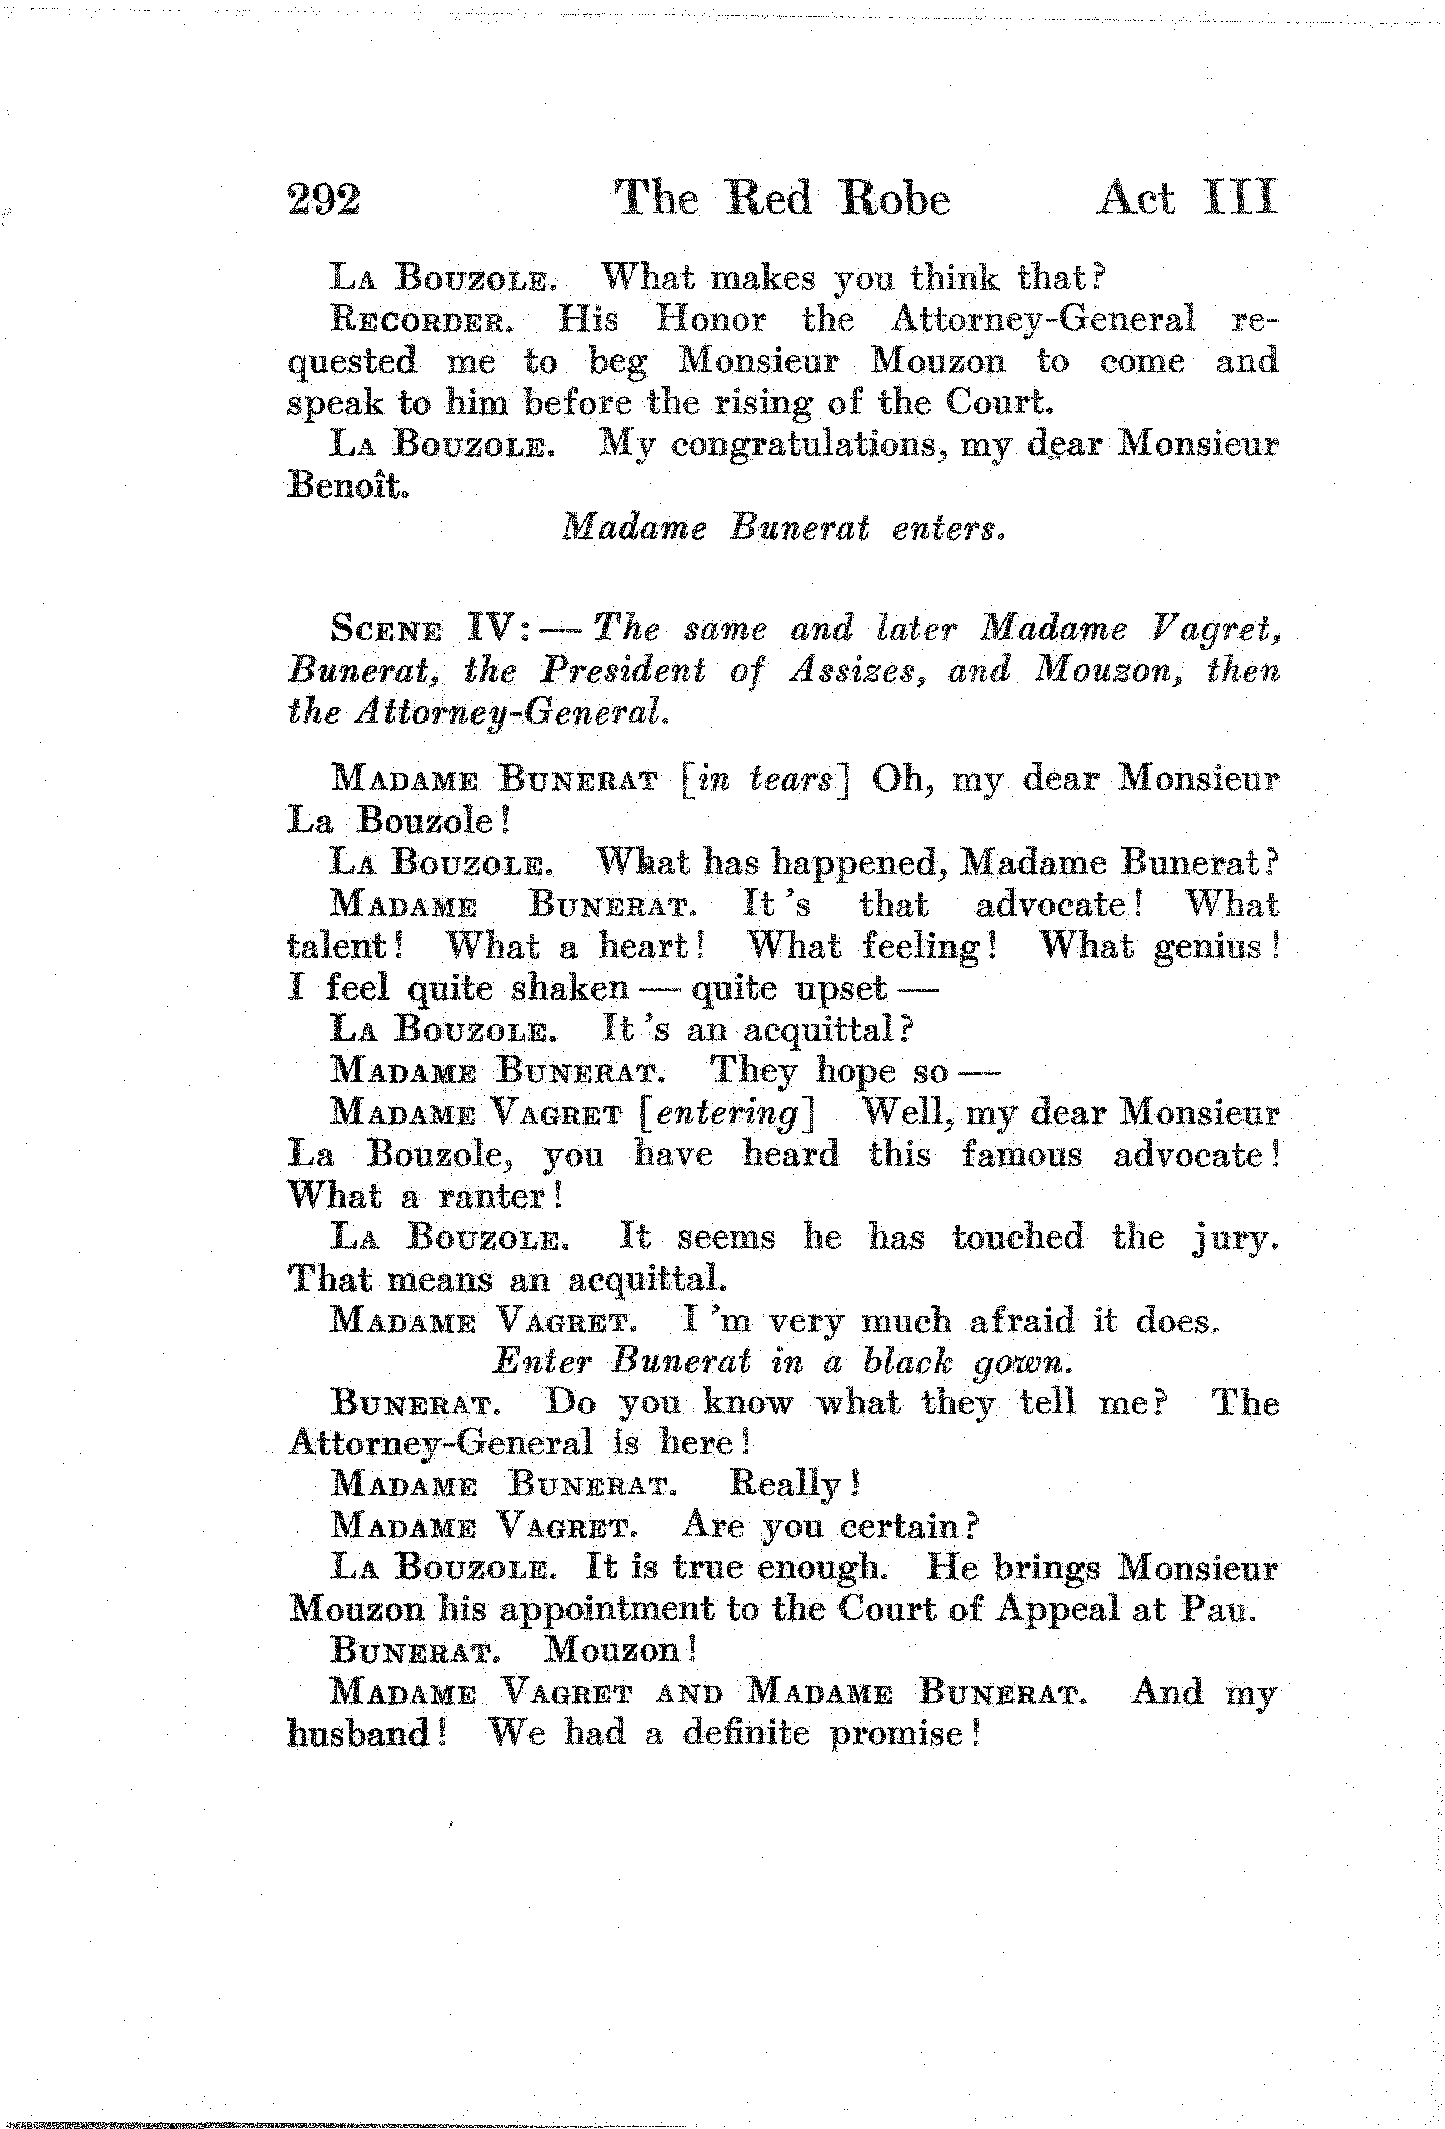 292 The Red Robe Act III
La Bouzole. What makes you think that?
Recorder. His Honor the Attorney-General re-
quested me to beg Monsieur Mouzon to come and
speak to him before the rising of the Court.
La Bouzole. My congratulations, my dear Monsieur
Benoît.
Madame Bunerat enters.
Scene IV:— The same and later Madame Vagret,
Bunerat, the President of Assizes, and Mouzon, then
the Attorney-General.
Madame Bunerat [in tears] Oh, my dear Monsieur
La Bouzole!
La Bouzole. What has happened, Madame Bunerat?
Madame Bunerat. It 's that advocate! What
talent! What a heart! What feeling! What genius!
I feel quite shaken — quite upset —
La Bouzole. It 's an acquittal?
Madame Bunerat. They hope so —
Madame Vagret [entering] Well, my dear Monsieur
La Bouzole, you have heard this famous advocate!
What a ranter!
La Bouzole. It seems he has touched the jury.
That means an acquittal.
Madame Vagret. I 'm very much afraid it does.
Enter Bunerat in a black gown.
Bunerat. Do you know what they tell me? The
Attorney-General is here!
Madame Bunerat. Really!
Madame Vagret. Are you certain?
La Bouzole. It is true enough. He brings Monsieur
Mouzon his appointment to the Court of Appeal at Pau.
Bunerat. Mouzon!
Madame Vagret and Madame Bunerat. And my
husband! We had a definite promise!